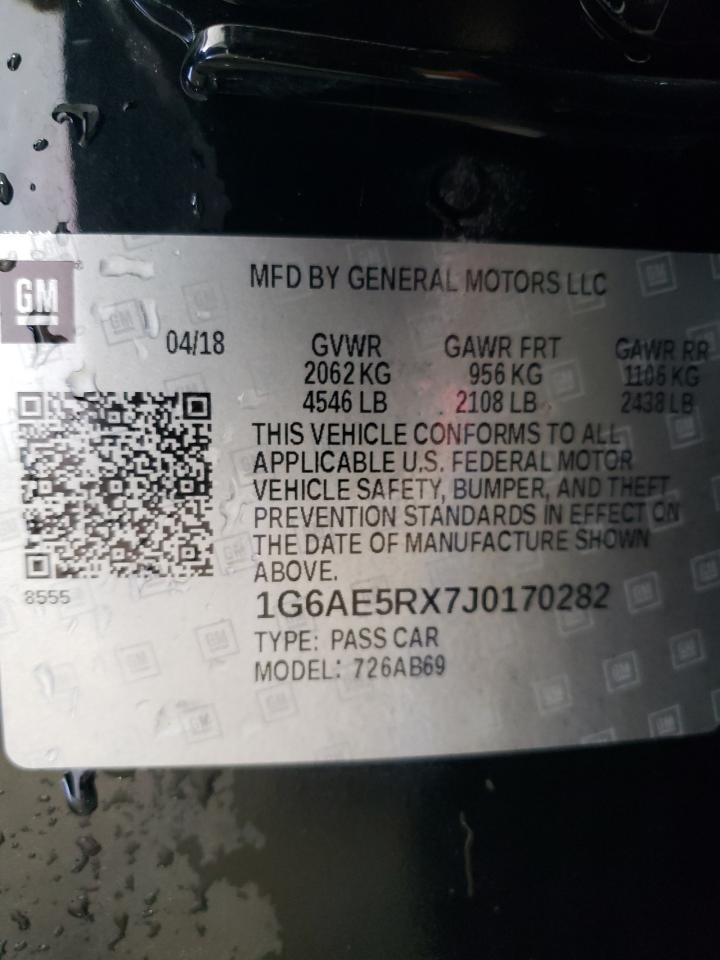 GM
MFD BY GENERAL MOTORS LLC
04/18 GVWR GAWR FRT GAWR RR
2062 KG 956 KG 1106 KG
4546 LB 2108 LB 2438 LB
THIS VEHICLE CONFORMS TO ALL
APPLICABLE U.S. FEDERAL MOTOR
VEHICLE SAFETY, BUMPER, AND THEFT
PREVENTION STANDARDS IN EFFECT ON
THE DATE OF MANUFACTURE SHOWN
ABOVE.
8555
1G6AE5RX7J0170282
TYPE: PASS CAR
MODEL: 726AB69